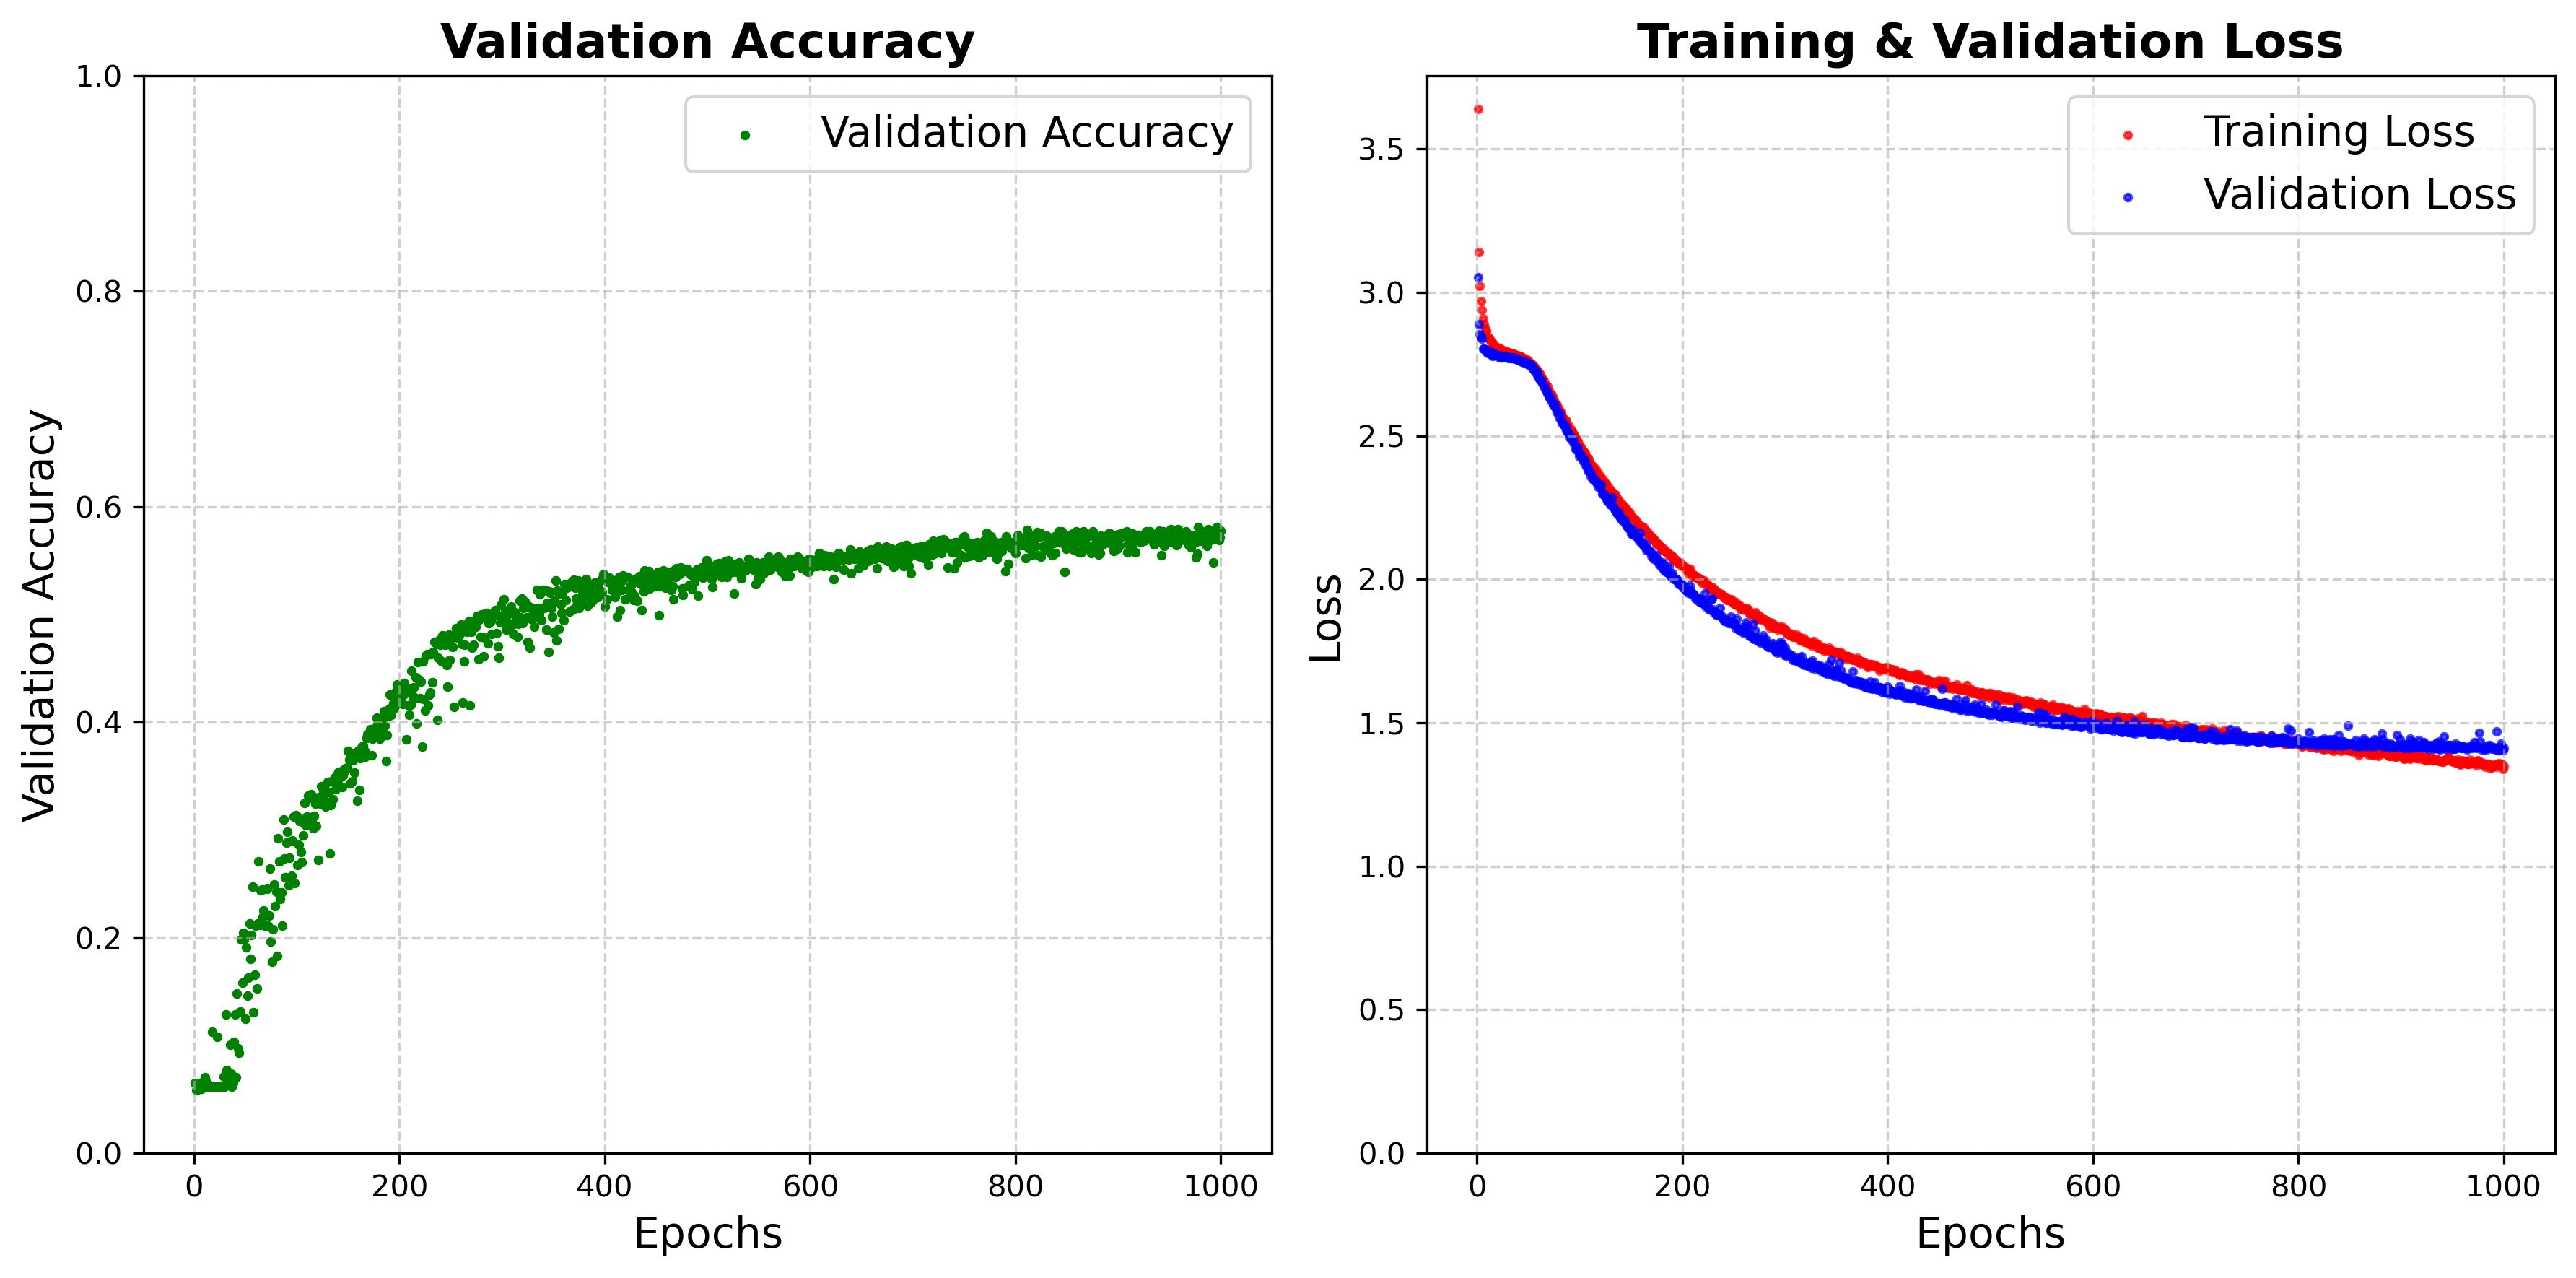 Validation Accuracy
Validation Accuracy
1.0
0.8
0.6
0.4
0.2
0.0
0 200 400 600 800 1000
Validation Accuracy
Epochs
Training & Validation Loss
Training Loss
Validation Loss
3.5
3.0
2.5
2.0
1.5
1.0
0.5
0.0
0 200 400 600 800 1000
Loss
Epochs